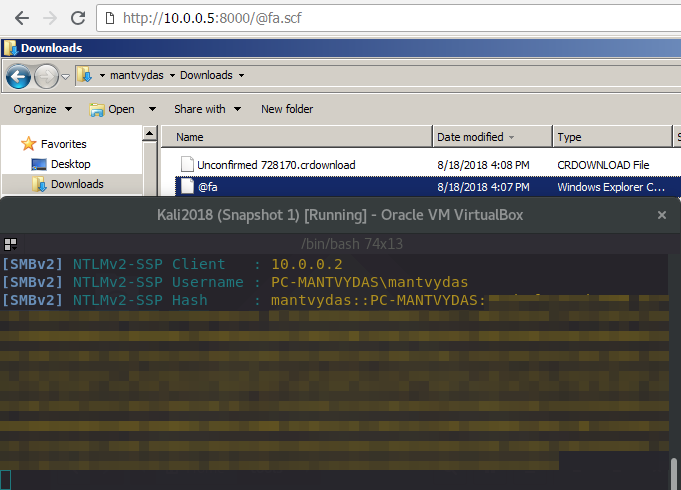 http://10.0.0.5:8000/@fa.scf
Downloads
mantvydas Downloads
Organize Open Share with New folder
Name Date modified Type
Favorites
Desktop
Downloads
Unconfirmed 728170.crdownload 8/18/2018 4:08 PM CRDOWNLOAD File
@fa 8/18/2018 4:07 PM Windows Explorer C...
Kali2018 (Snapshot 1) [Running] - Oracle VM VirtualBox
/bin/bash 74x13
[SMBv2] NTLMv2-SSP Client : 10.0.0.2
[SMBv2] NTLMv2-SSP Username : PC-MANTVYDAS\mantvydas
[SMBv2] NTLMv2-SSP Hash : mantvydas::PC-MANTVYDAS: